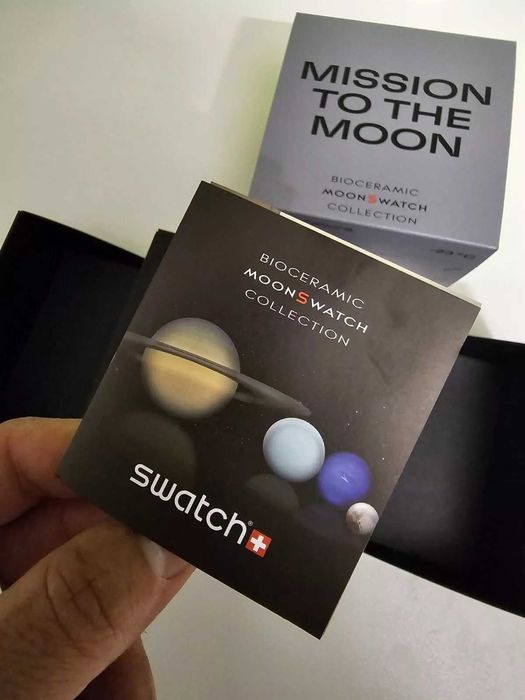 MISSION
TO THE
MOON
BIOCERAMIC
MOONSWATCH
COLLECTION
BIOCERAMIC
MOONSWATCH
COLLECTION
swatch®